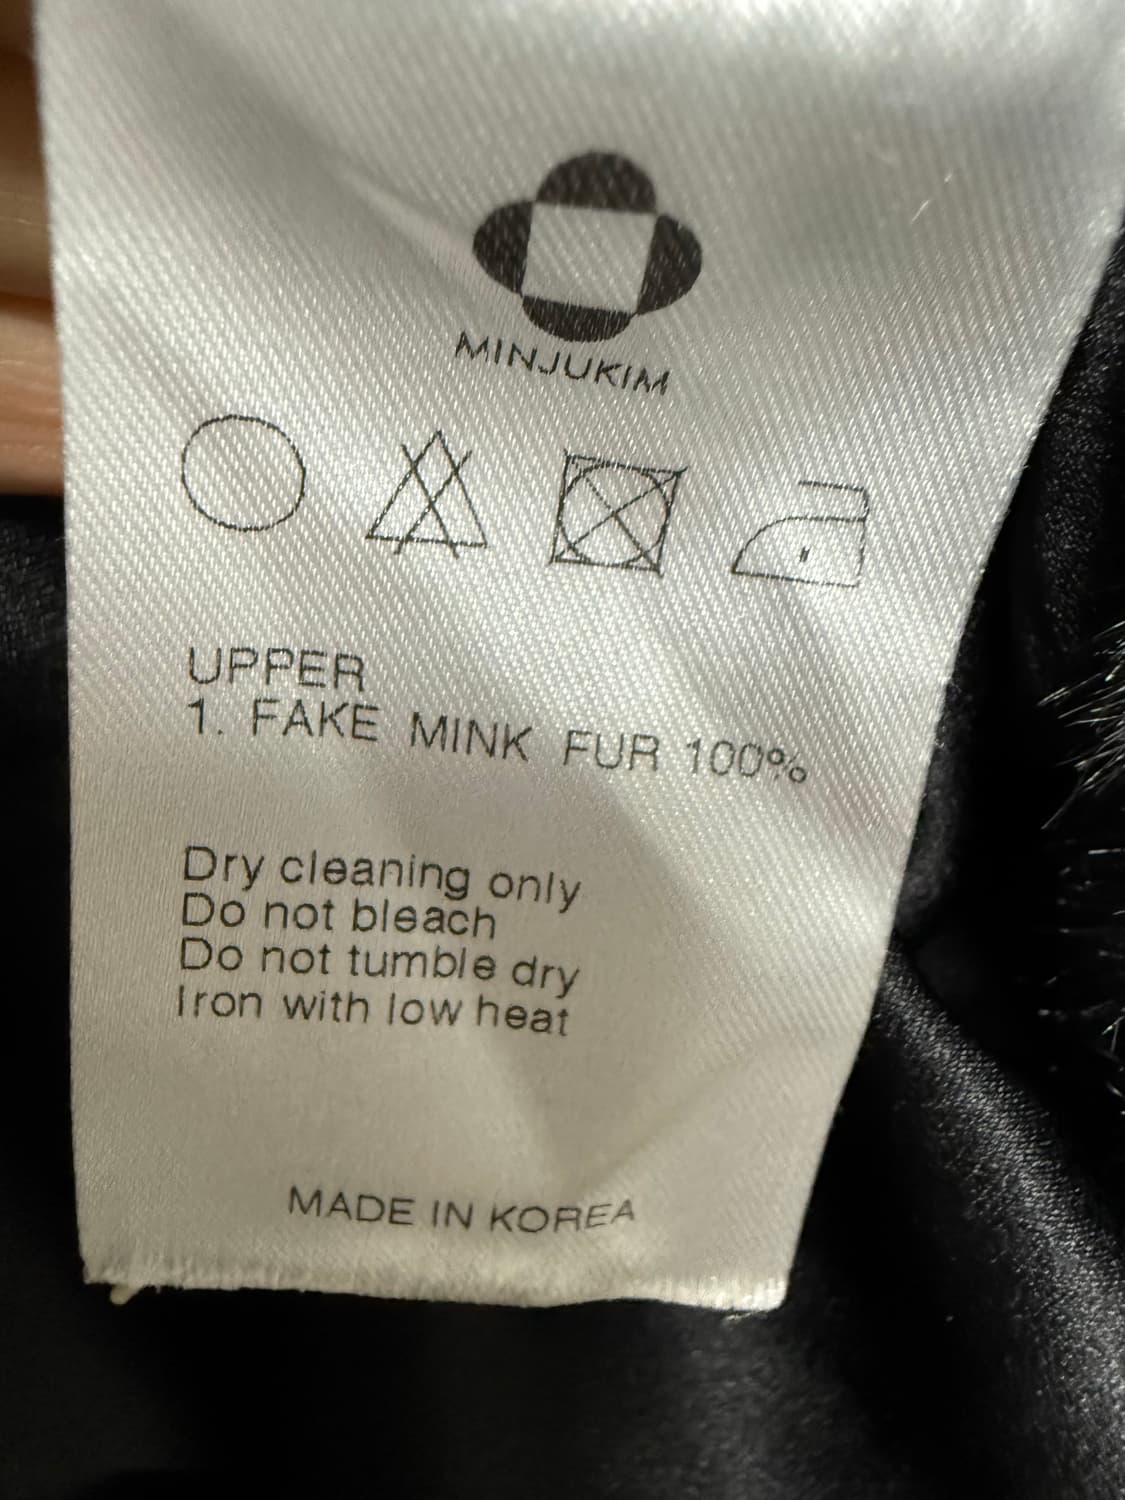 MINJUKIM
UPPER
1. FAKE MINK FUR 100%
Dry cleaning only
Do not bleach
Do not tumble dry
Iron with low heat
MADE IN KOREA